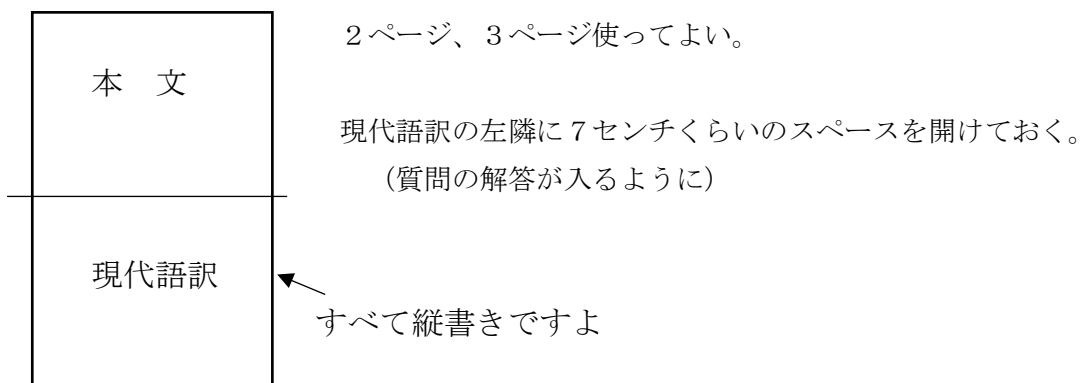 ２ページ、３ページ使ってよい。
本　文
現代語訳の左隣に７センチくらいのスペースを開けておく。
（質問の解答が入るように）
現代語訳
すべて縦書きですよ